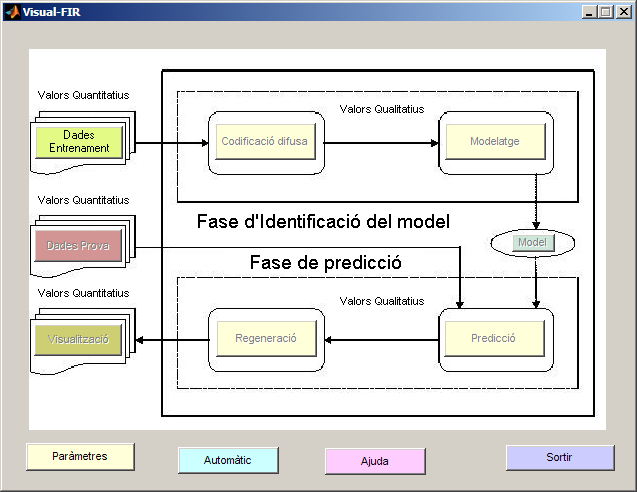 Visual-FIR
Valors Quantitatius
Valors Qualitatius
Dades
Entrenament
Codificació difusa
Modelatge
Valors Quantitatius
Fase d'Identificació del model
Dades Prova
Model
Fase de predicció
Valors Quantitatius
Valors Qualitatius
Visualització
Regeneració
Predicció
Paràmetres
Automàtic
Ajuda
Sortir